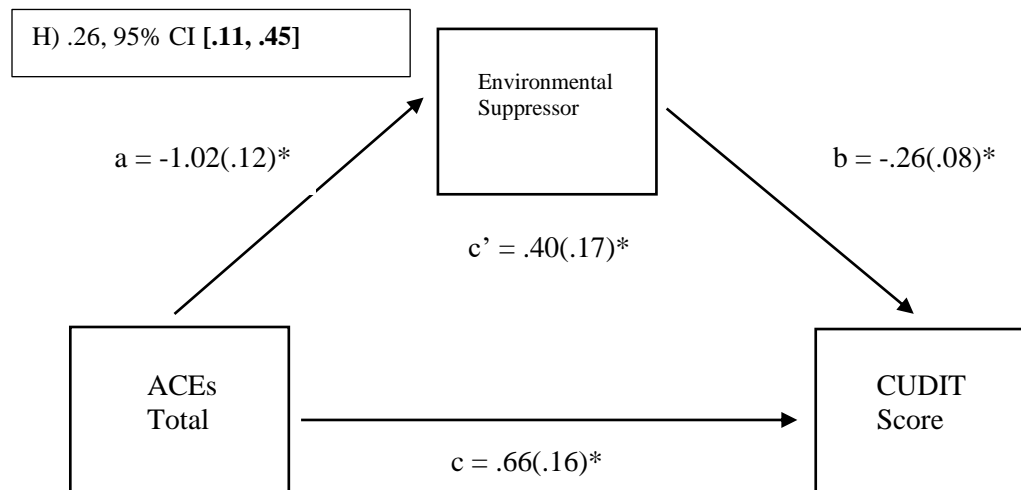 H) .26, 95% CI [.11, .45]
Environmental
Suppressor
a = -1.02(.12)*
b = -.26(.08)*
c’ = .40(.17)*
ACEs
Total
CUDIT
Score
c = .66(.16)*